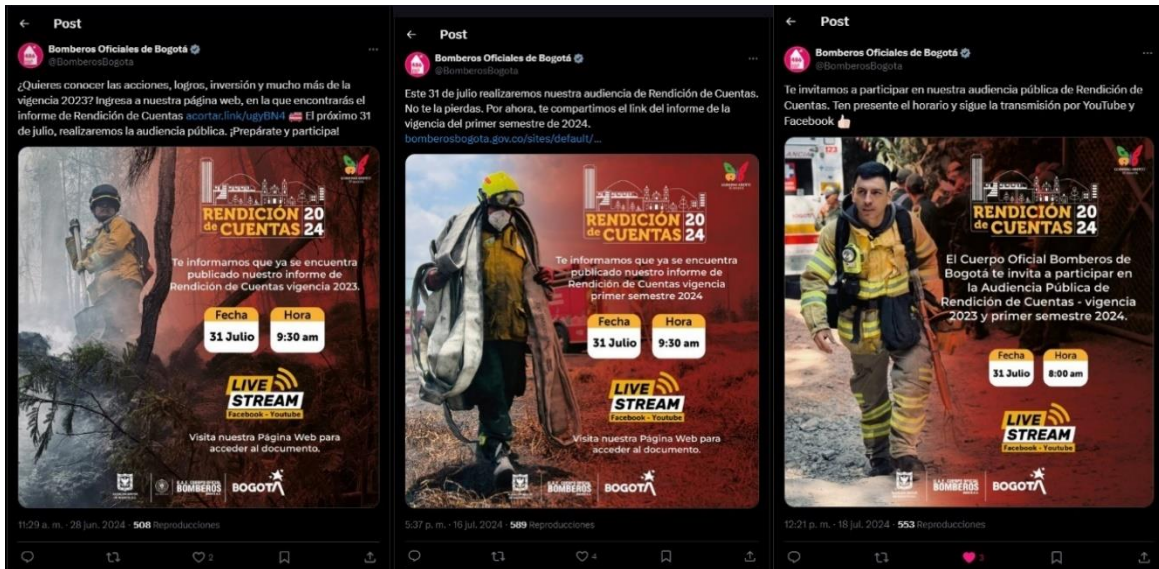 Post
Bomberos Oficiales de Bogotá
@BomberosBogota
¿Quieres conocer las acciones, logros, inversión y mucho más de la
vigencia 2023? Ingresa a nuestra página web, en la que encontrarás el
informe de Rendición de Cuentas acortar.link/ugyBN4 El próximo 31
de julio, realizaremos la audiencia pública. ¡Prepárate y participa!
RENDICIÓN 20
de CUENTAS 24
Te informamos que ya se encuentra
publicado nuestro informe de
Rendición de Cuentas vigencia 2023.
Fecha Hora
31 Julio 9:30 am
LIVE
STREAM
Facebook - Youtube
Visita nuestra Página Web para
acceder al documento.
BOMBEROS BOGOTÁ
11:29 a. m. · 28 jun. 2024 · 508 Reproducciones
2
Post
Bomberos Oficiales de Bogotá
@BomberosBogota
Este 31 de julio realizaremos nuestra audiencia de Rendición de Cuentas.
No te la pierdas. Por ahora, te compartimos el link del informe de la
vigencia del primer semestre de 2024.
bomberosbogota.gov.co/sites/default/...
RENDICIÓN 20
de CUENTAS 24
Te informamos que ya se encuentra
publicado nuestro informe de
Rendición de Cuentas vigencia
primer semestre 2024
Fecha Hora
31 Julio 9:30 am
LIVE
STREAM
Facebook - Youtube
Visita nuestra Página Web para
acceder al documento.
BOMBEROS BOGOTÁ
5:37 p. m. · 16 jul. 2024 · 589 Reproducciones
4
Post
Bomberos Oficiales de Bogotá
@BomberosBogota
Te invitamos a participar en nuestra audiencia pública de Rendición de
Cuentas. Ten presente el horario y sigue la transmisión por YouTube y
Facebook
173
RENDICIÓN 20
de CUENTAS 24
El Cuerpo Oficial Bomberos de
Bogotá te invita a participar en
la Audiencia Pública de
Rendición de Cuentas - vigencia
2023 y primer semestre 2024.
Fecha Hora
31 Julio 8:00 am
LIVE
STREAM
Facebook - Youtube
BOMBEROS BOGOTÁ
12:21 p. m. · 18 jul. 2024 · 553 Reproducciones
3